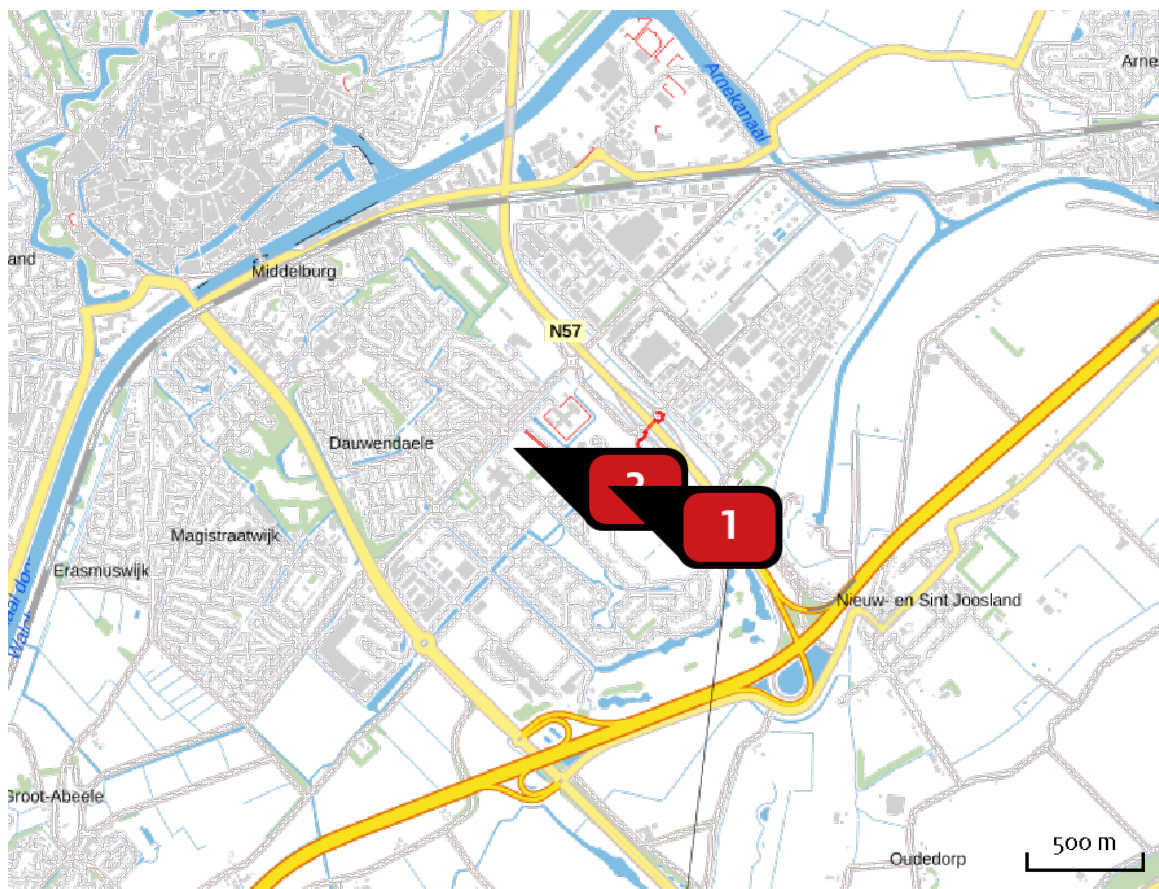 Arne
Arnekanaal
and
Middelburg
N57
Dauwendaele
2
1
Magistraatwijk
Erasmuswijk
Nieuw- en Sint Joosland
Groot-Abeele
Oudedorp
500 m